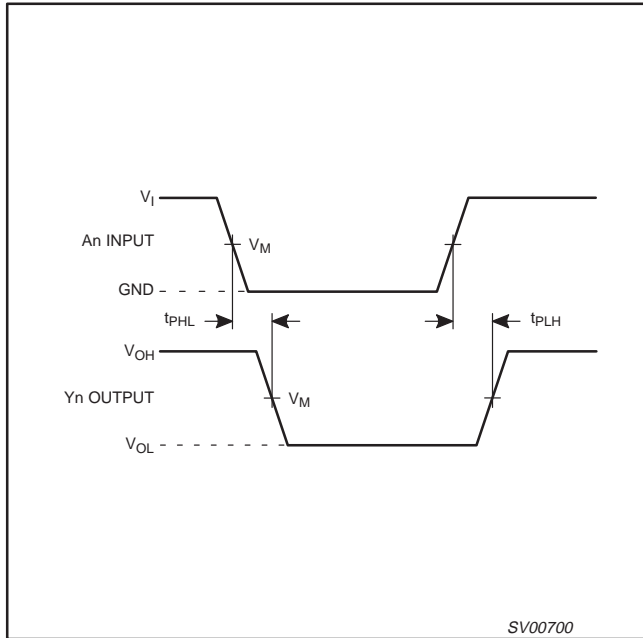 V_I
An INPUT
V_M
GND
t_PHL
t_PLH
V_OH
Yn OUTPUT
V_M
V_OL
SV00700